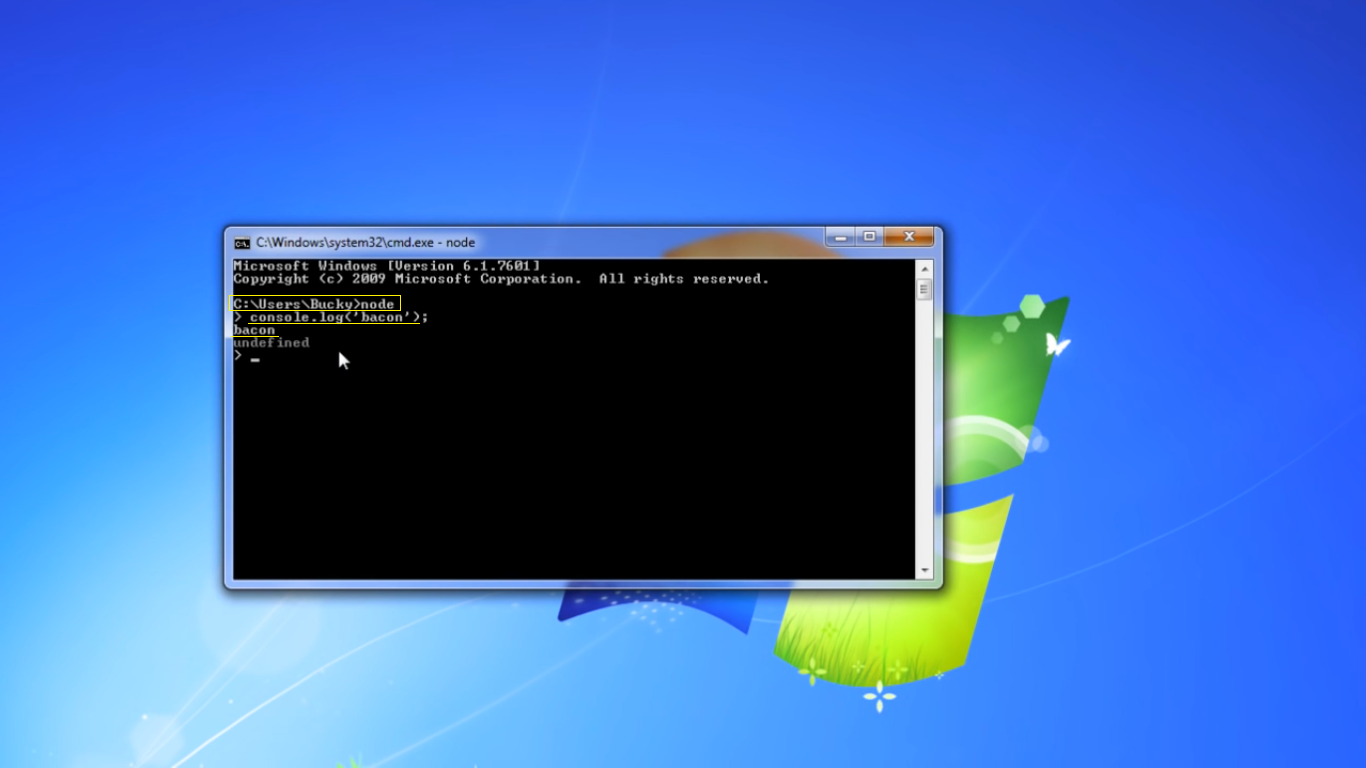 C:\Windows\system32\cmd.exe - node
Microsoft Windows [Version 6.1.7601]
Copyright (c) 2009 Microsoft Corporation.  All rights reserved.
C:\Users\Bucky>node
> console.log('bacon');
bacon
undefined
> _